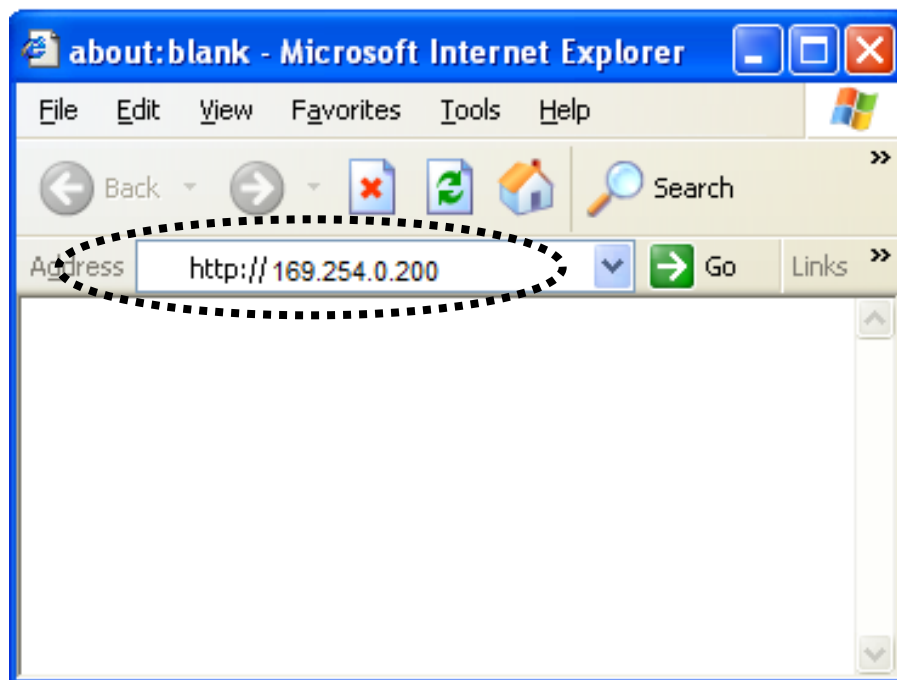 about:blank - Microsoft Internet Explorer
File Edit View Favorites Tools Help
Back Search
Address http://169.254.0.200 Go Links